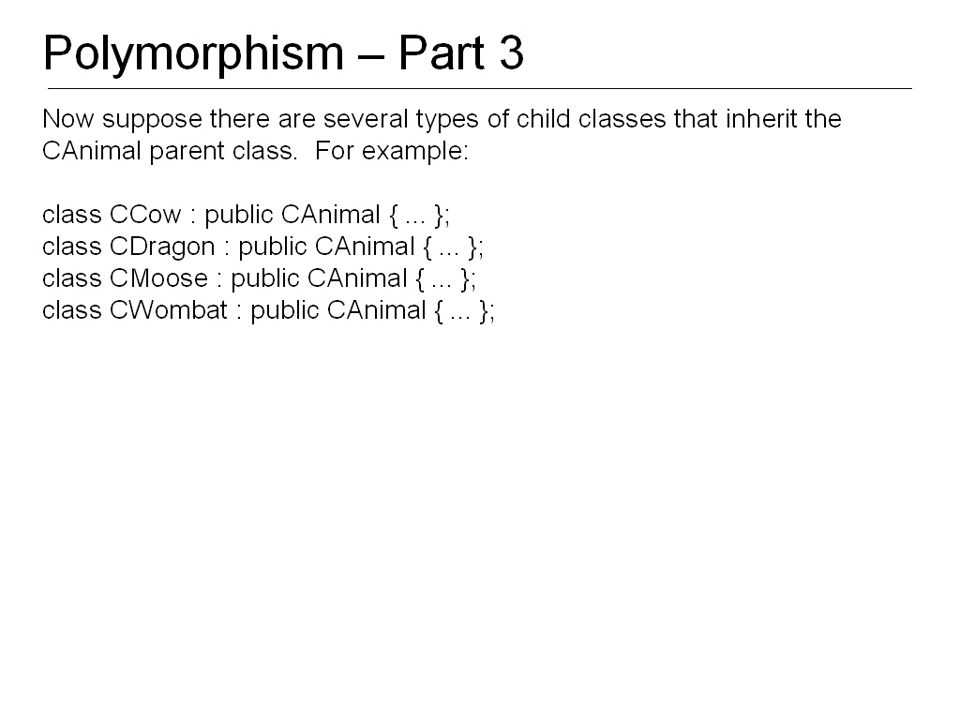 Polymorphism – Part 3
Now suppose there are several types of child classes that inherit the
CAnimal parent class.  For example:
class CCow : public CAnimal { ... };
class CDragon : public CAnimal { ... };
class CMoose : public CAnimal { ... };
class CWombat : public CAnimal { ... };